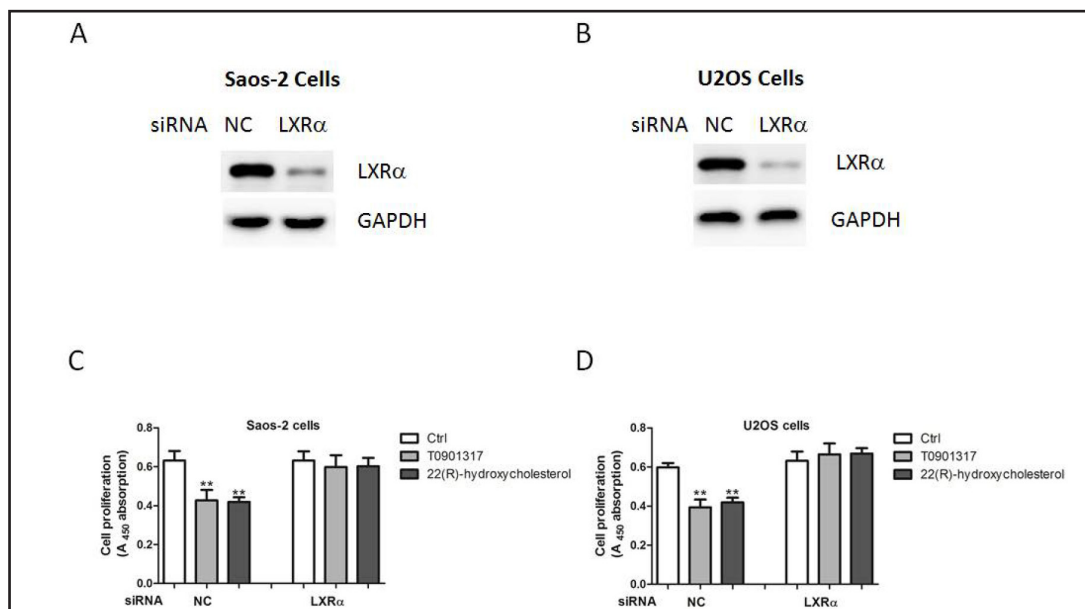 A
Saos-2 Cells
siRNA NC LXRα
LXRα
GAPDH
B
U2OS Cells
siRNA NC LXRα
LXRα
GAPDH
C
Saos-2 cells
Cell proliferation
(A 450 absorption)
0.8
0.6
0.4
0.2
0.0
** **
Ctrl
T0901317
22(R)-hydroxycholesterol
siRNA NC LXRα
D
U2OS cells
Cell proliferation
(A 450 absorption)
0.8
0.6
0.4
0.2
0.0
** **
Ctrl
T0901317
22(R)-hydroxycholesterol
siRNA NC LXRα